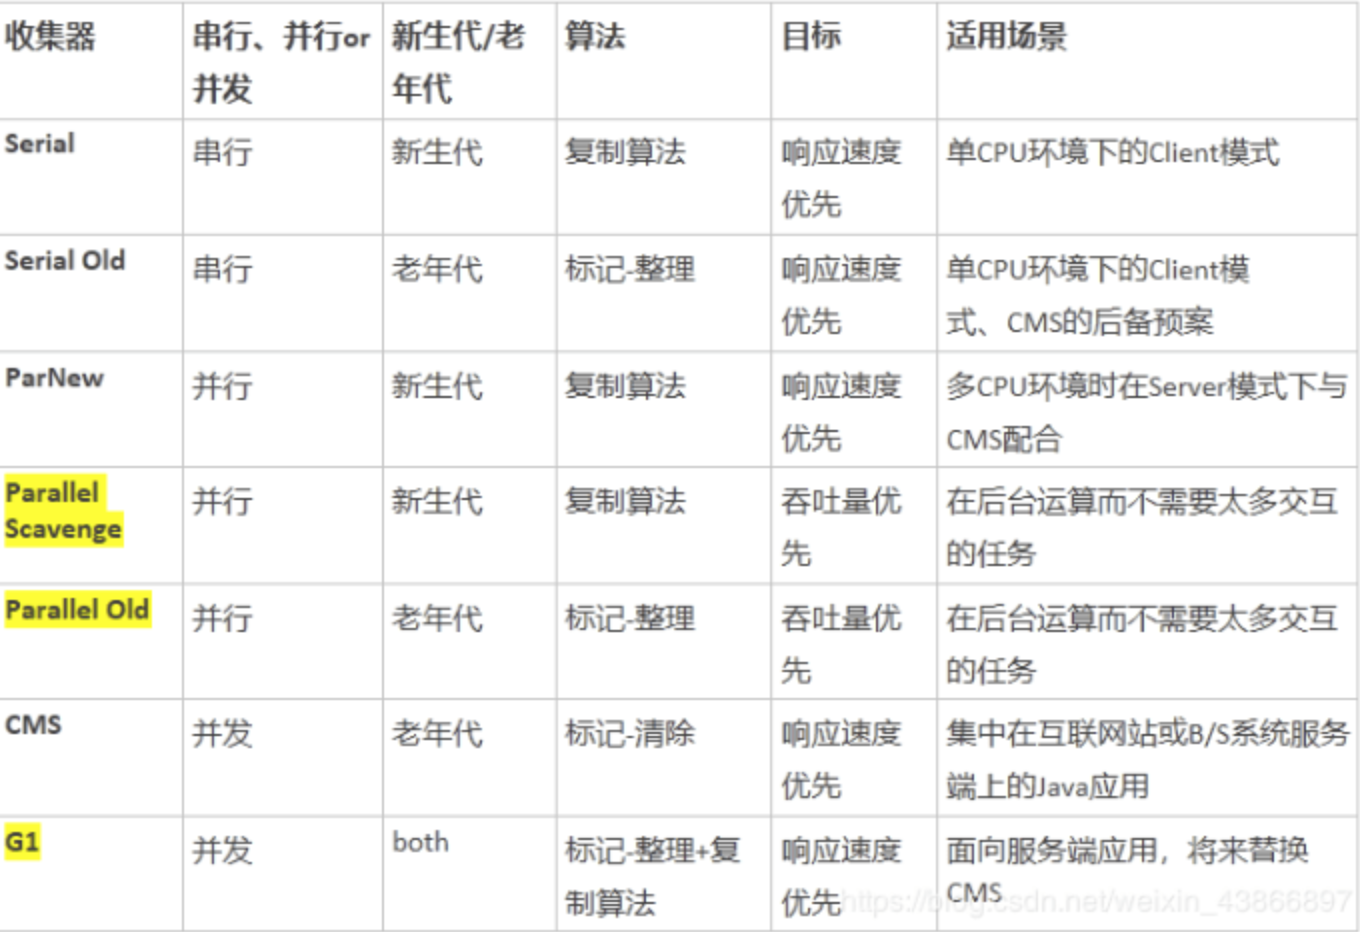 收集器
串行、并行or
并发
新生代/老
年代
算法
目标
适用场景
Serial
串行
新生代
复制算法
响应速度
优先
单CPU环境下的Client模式
Serial Old
串行
老年代
标记-整理
响应速度
优先
单CPU环境下的Client模
式、CMS的后备预案
ParNew
并行
新生代
复制算法
响应速度
优先
多CPU环境时在Server模式下与
CMS配合
Parallel
Scavenge
并行
新生代
复制算法
吞吐量优
先
在后台运算而不需要太多交互
的任务
Parallel Old
并行
老年代
标记-整理
吞吐量优
先
在后台运算而不需要太多交互
的任务
CMS
并发
老年代
标记-清除
响应速度
优先
集中在互联网站或B/S系统服务
端上的Java应用
G1
并发
both
标记-整理+复
制算法
响应速度
优先
面向服务端应用，将来替换
CMS
https://blog.csdn.net/weixin_43866897